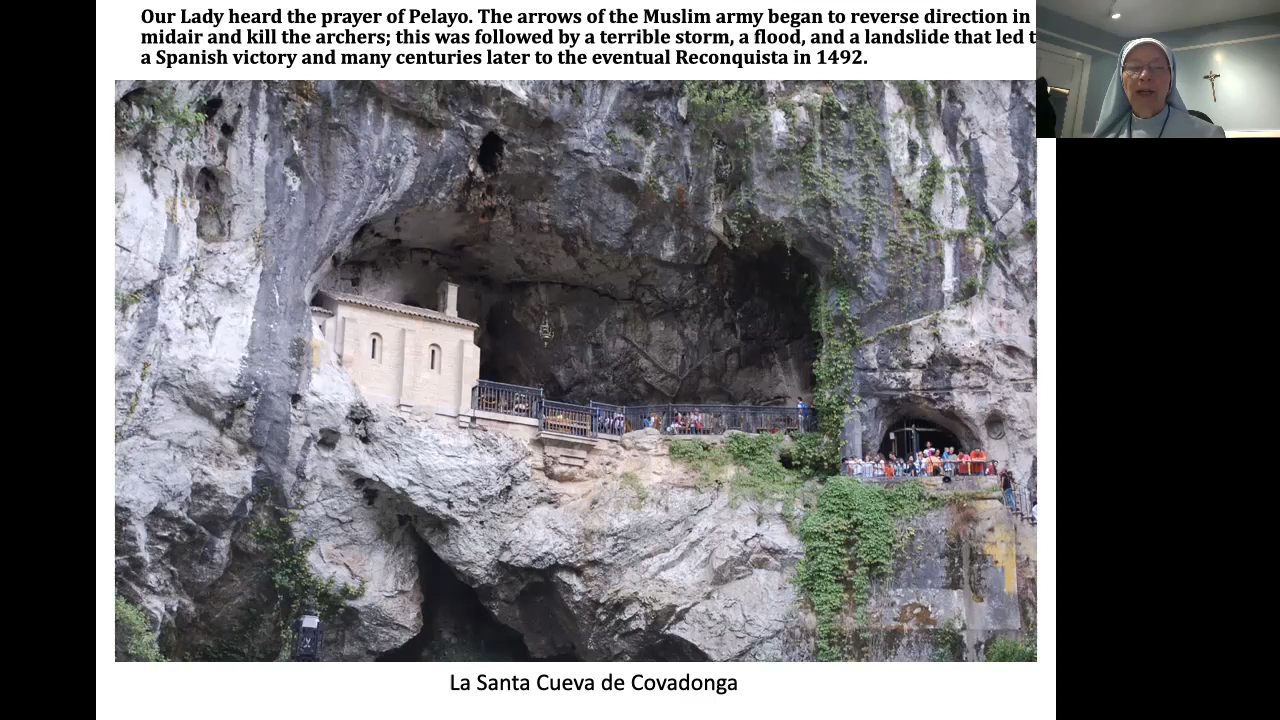 Our Lady heard the prayer of Pelayo. The arrows of the Muslim army began to reverse direction in
midair and kill the archers; this was followed by a terrible storm, a flood, and a landslide that led t
a Spanish victory and many centuries later to the eventual Reconquista in 1492.
La Santa Cueva de Covadonga